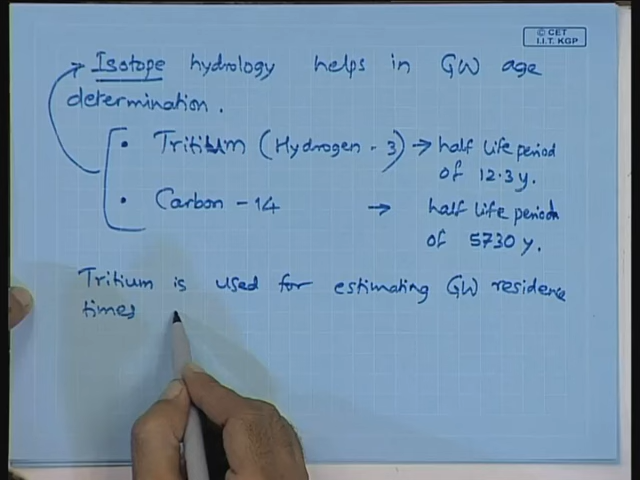 © CET
I.I.T. KGP
Isotope hydrology helps in GW age
determination.
• Tritium (Hydrogen - 3) → half life period
of 12.3 y.
• Carbon - 14 → half life period
of 5730 y.
Tritium is used for estimating GW residence
times